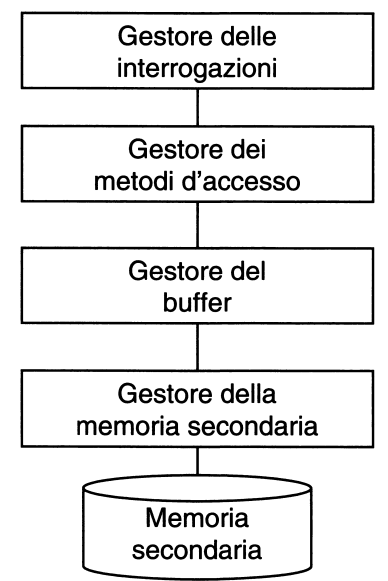 Gestore delle
interrogazioni
Gestore dei
metodi d'accesso
Gestore del
buffer
Gestore della
memoria secondaria
Memoria
secondaria